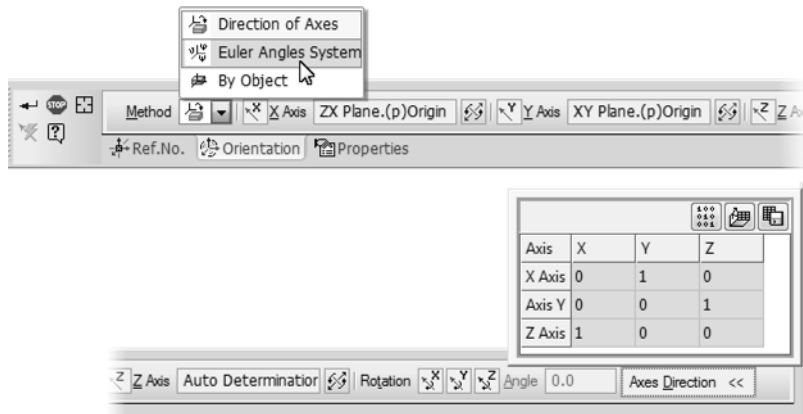 Direction of Axes
Euler Angles System
By Object
STOP
Method X X Axis ZX Plane.(p)Origin Y Y Axis XY Plane.(p)Origin Z Z A
Ref.No. Orientation Properties
Axis X Y Z
X Axis 0 1 0
Axis Y 0 0 1
Z Axis 1 0 0
Z Z Axis Auto Determination Rotation X Y Z Angle 0.0 Axes Direction <<